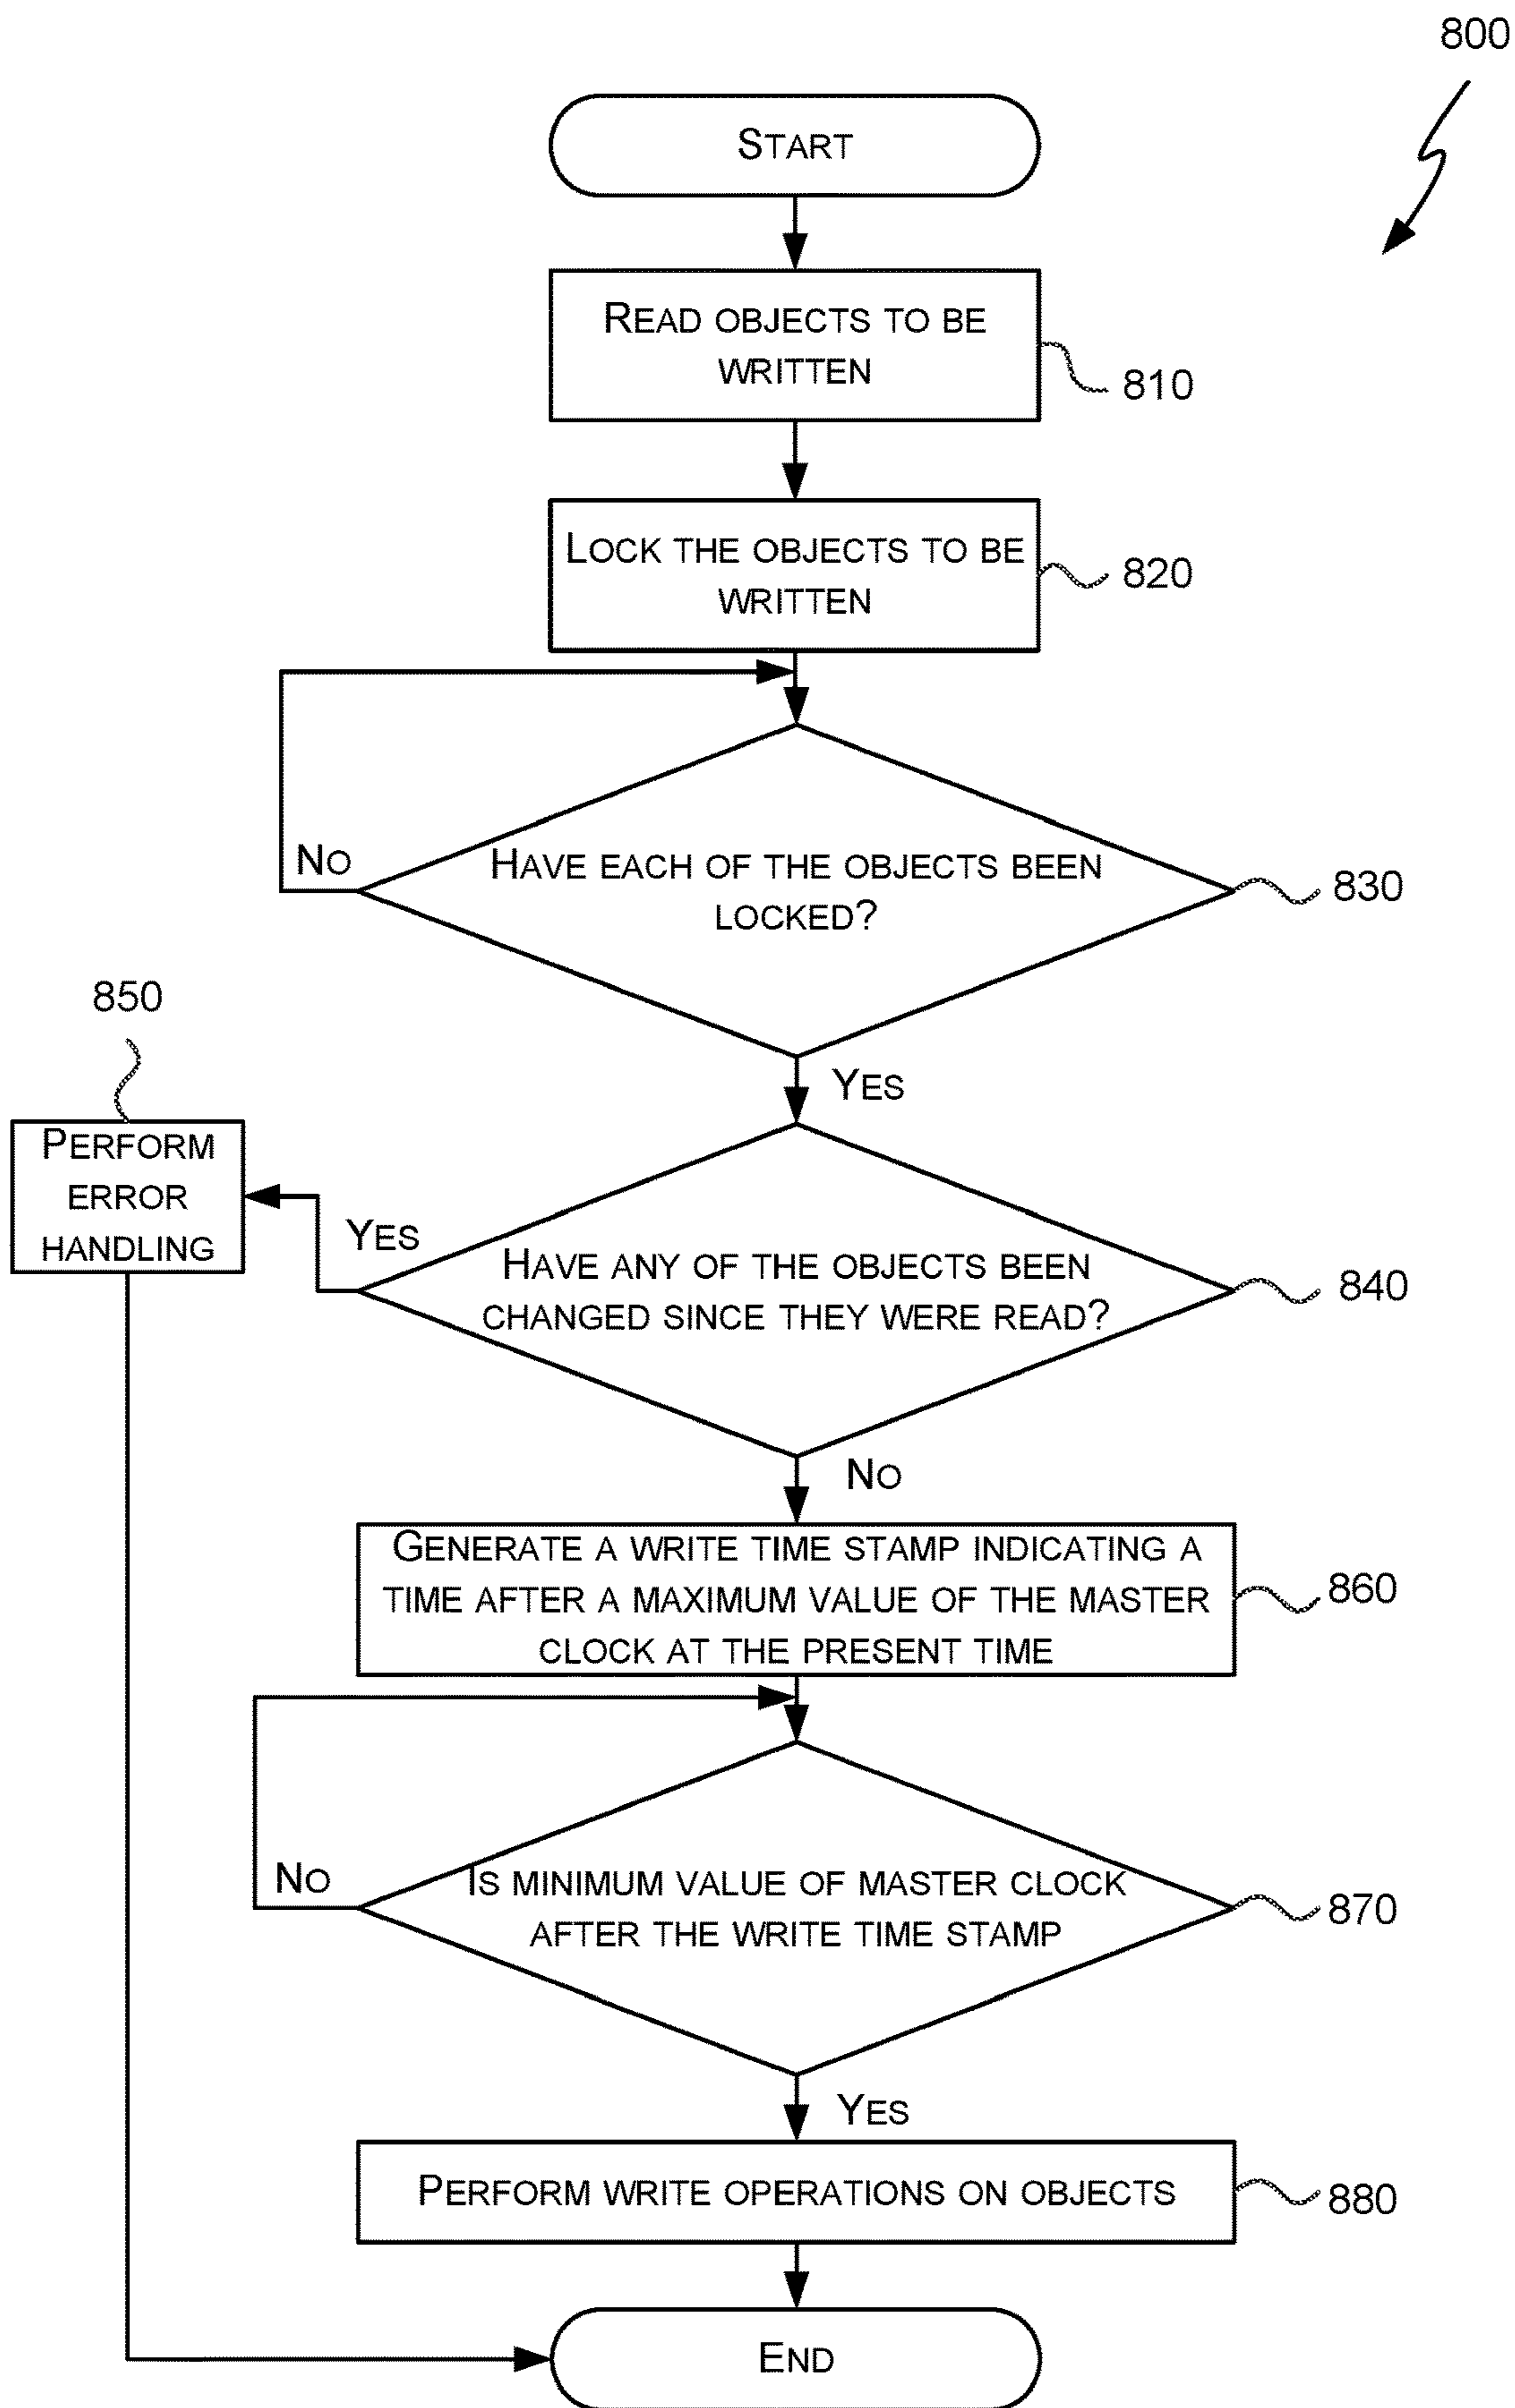 800
START
READ OBJECTS TO BE
WRITTEN
810
LOCK THE OBJECTS TO BE
WRITTEN
820
HAVE EACH OF THE OBJECTS BEEN
LOCKED?
NO
830
850
YES
PERFORM
ERROR
HANDLING
YES
HAVE ANY OF THE OBJECTS BEEN
CHANGED SINCE THEY WERE READ?
840
NO
GENERATE A WRITE TIME STAMP INDICATING A
TIME AFTER A MAXIMUM VALUE OF THE MASTER
CLOCK AT THE PRESENT TIME
860
NO
IS MINIMUM VALUE OF MASTER CLOCK
AFTER THE WRITE TIME STAMP
870
YES
PERFORM WRITE OPERATIONS ON OBJECTS
880
END